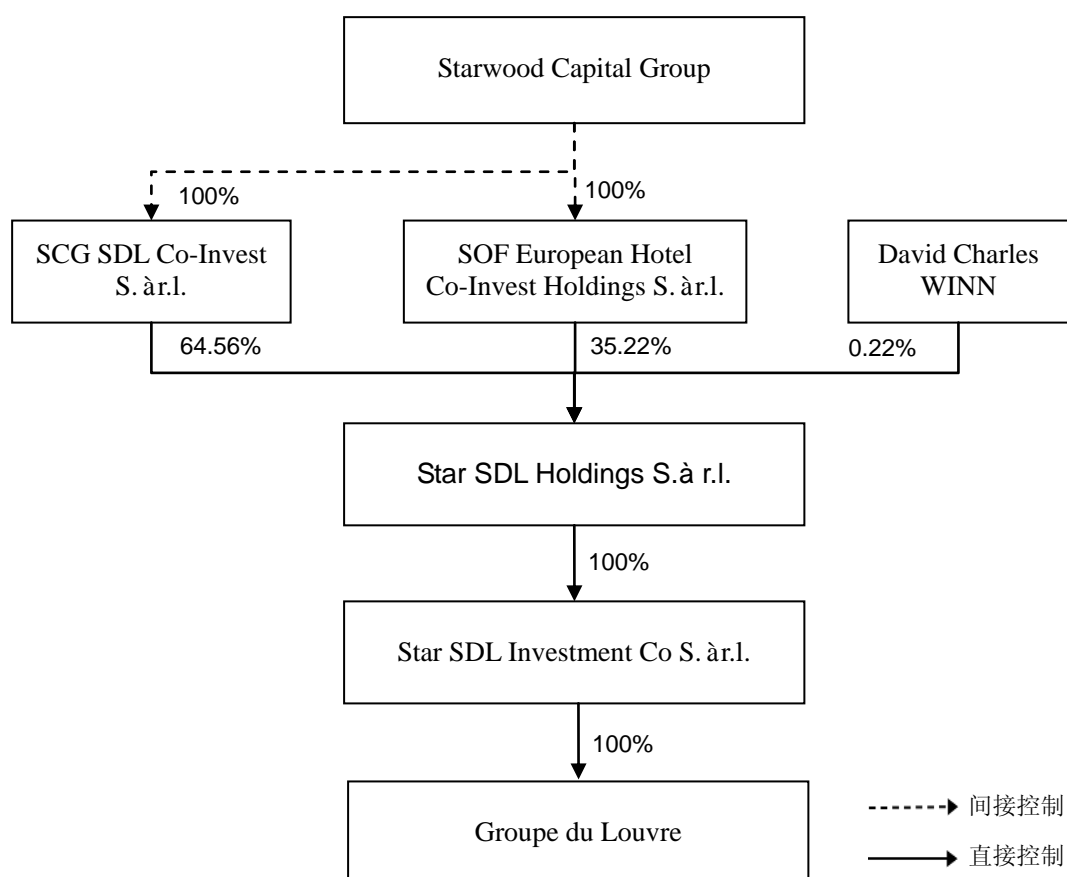 Starwood Capital Group
100%
100%
SCG SDL Co-Invest
S. àr.l.
SOF European Hotel
Co-Invest Holdings S. àr.l.
David Charles
WINN
64.56%
35.22%
0.22%
Star SDL Holdings S.à r.l.
100%
Star SDL Investment Co S. àr.l.
100%
Groupe du Louvre
间接控制
直接控制